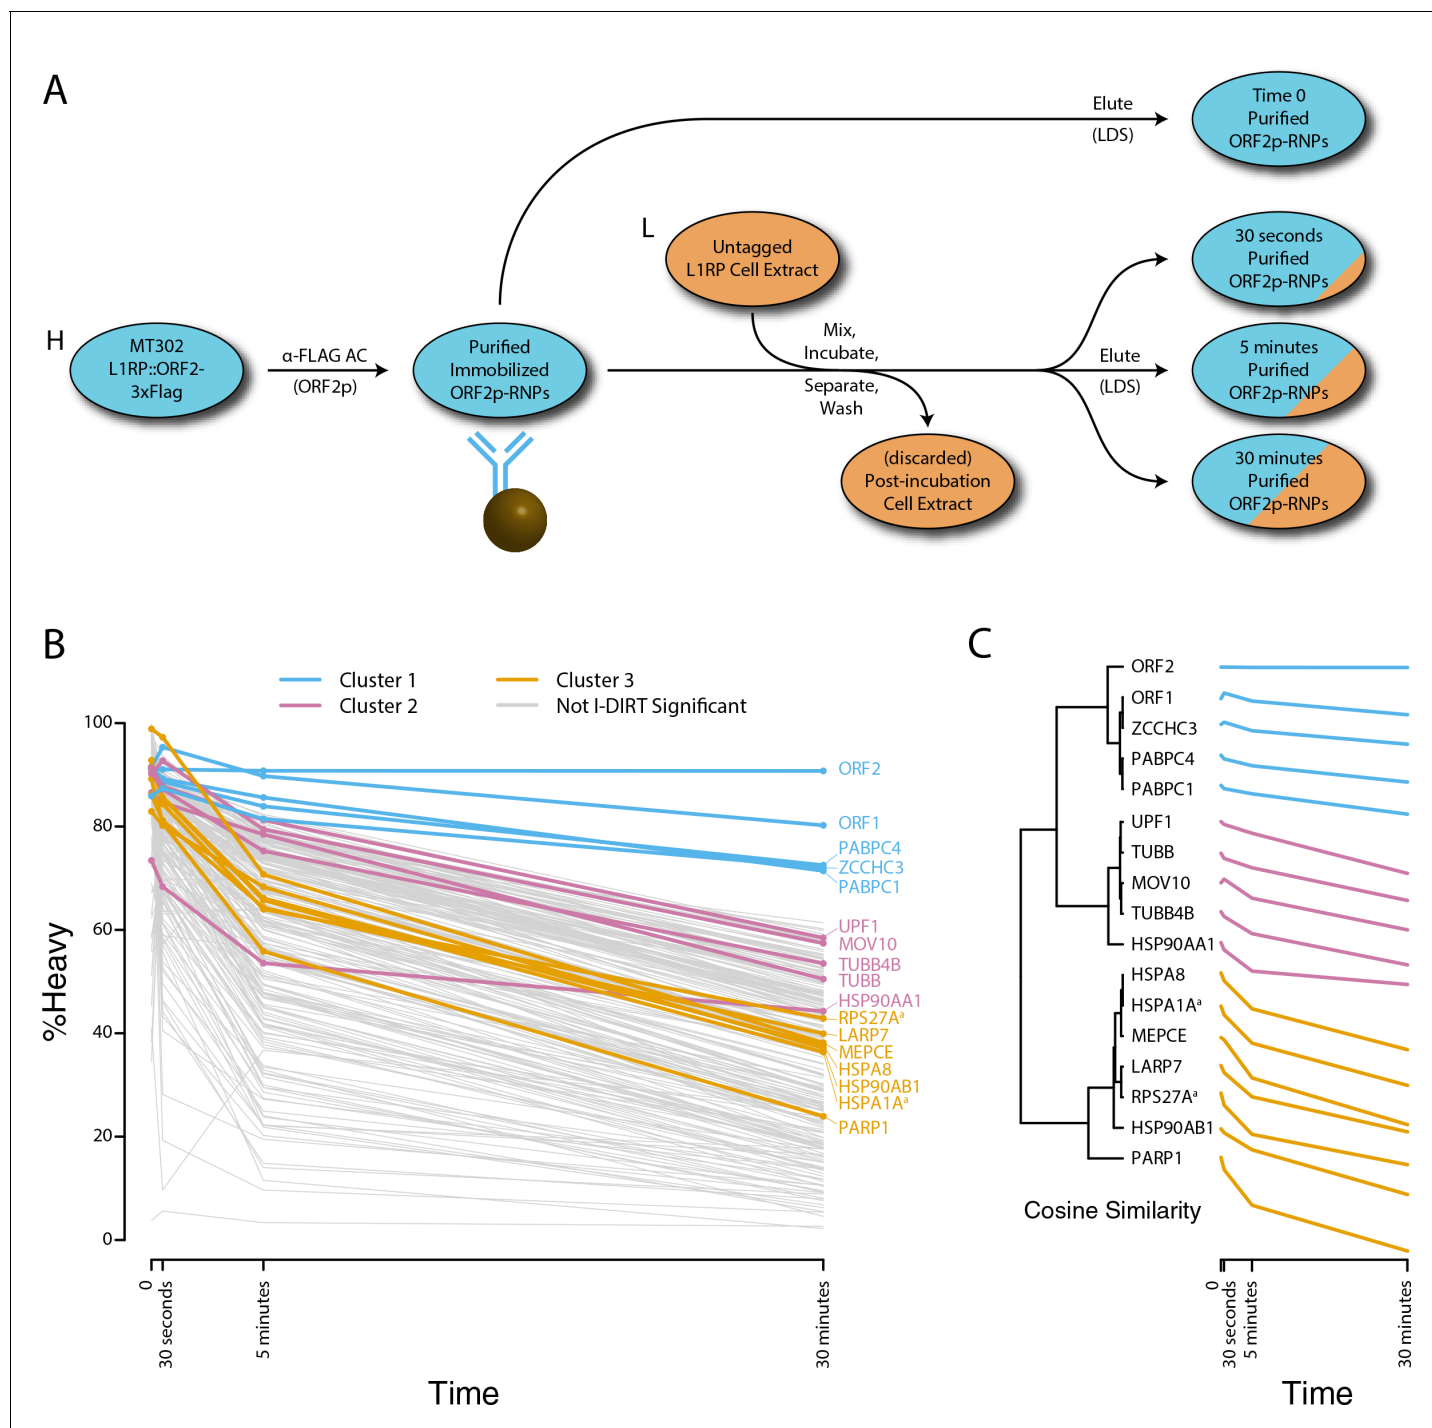 A
Elute
(LDS)
Time 0
Purified
ORF2p-RNPs
L
Untagged
L1RP Cell Extract
30 seconds
Purified
ORF2p-RNPs
H
MT302
L1RP::ORF2-
3xFlag
α-FLAG AC
(ORF2p)
Purified
Immobilized
ORF2p-RNPs
Mix,
Incubate,
Separate,
Wash
Elute
(LDS)
5 minutes
Purified
ORF2p-RNPs
(discarded)
Post-incubation
Cell Extract
30 minutes
Purified
ORF2p-RNPs
B
Cluster 1
Cluster 2
Cluster 3
Not I-DIRT Significant
%Heavy
100
80
60
40
20
0
ORF2
ORF1
PABPC4
ZCCHC3
PABPC1
UPF1
MOV10
TUBB4B
TUBB
HSP90AA1
RPS27Aª
LARP7
MEPCE
HSPA8
HSP90AB1
HSPA1Aª
PARP1
0
30 seconds
5 minutes
30 minutes
Time
C
ORF2
ORF1
ZCCHC3
PABPC4
PABPC1
UPF1
TUBB
MOV10
TUBB4B
HSP90AA1
HSPA8
HSPA1Aª
MEPCE
LARP7
RPS27Aª
HSP90AB1
PARP1
Cosine Similarity
0
30 seconds
5 minutes
30 minutes
Time